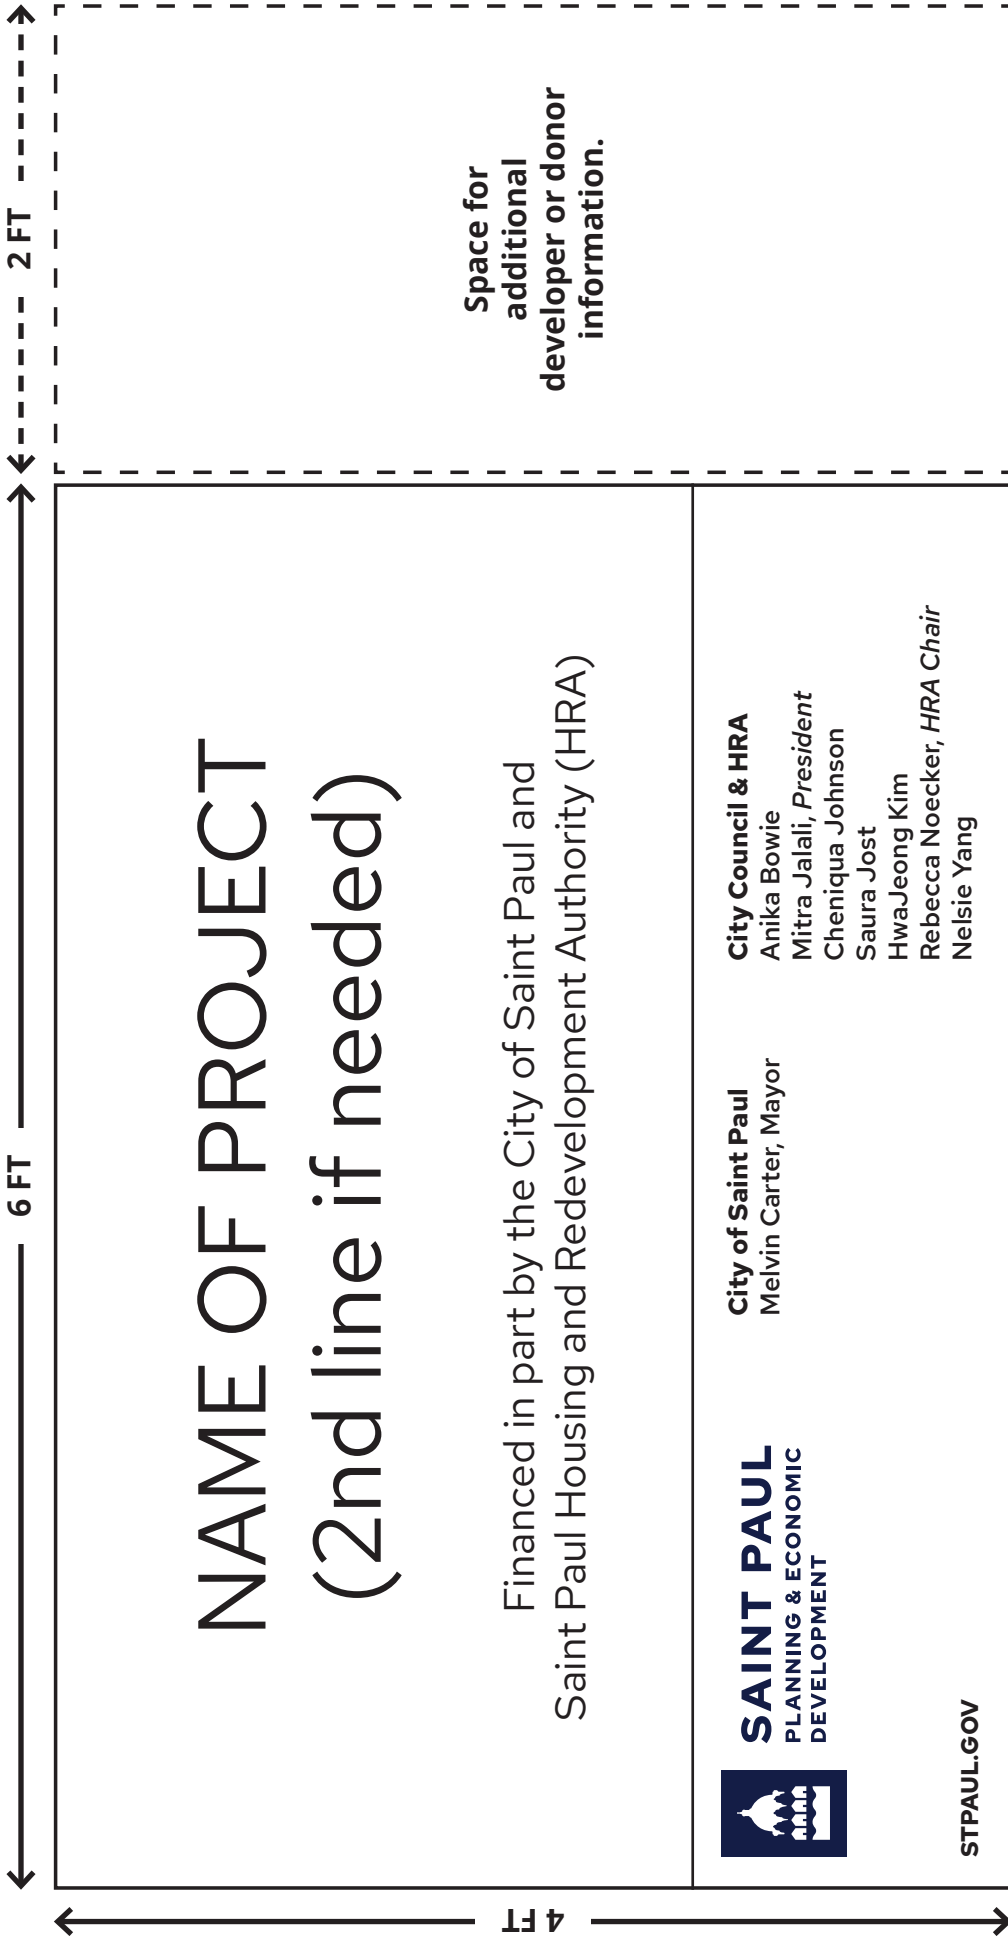 6 FT
2 FT
4 FT
NAME OF PROJECT
(2nd line if needed)
Financed in part by the City of Saint Paul and
Saint Paul Housing and Redevelopment Authority (HRA)
SAINT PAUL
PLANNING & ECONOMIC
DEVELOPMENT
STPAUL.GOV
City of Saint Paul
Melvin Carter, Mayor
City Council & HRA
Anika Bowie
Mitra Jalali, President
Cheniqua Johnson
Saura Jost
HwaJeong Kim
Rebecca Noecker, HRA Chair
Nelsie Yang
Space for
additional
developer or donor
information.